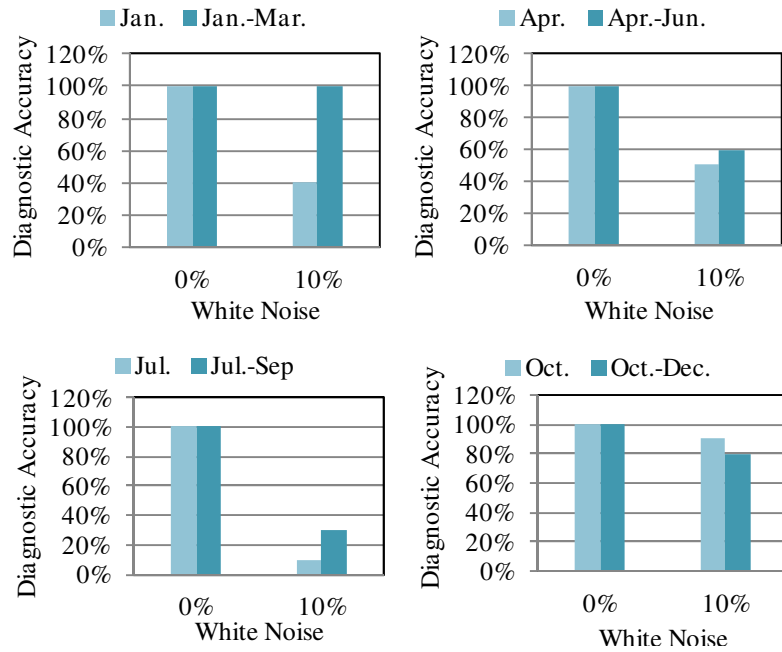 Jan. Jan.-Mar.
120%
100%
80%
60%
40%
20%
0%
Diagnostic Accuracy
0% 10%
White Noise
Apr. Apr.-Jun.
120%
100%
80%
60%
40%
20%
0%
Diagnostic Accuracy
0% 10%
White Noise
Jul. Jul.-Sep
120%
100%
80%
60%
40%
20%
0%
Diagnostic Accuracy
0% 10%
White Noise
Oct. Oct.-Dec.
120%
100%
80%
60%
40%
20%
0%
Diagnostic Accuracy
0% 10%
White Noise